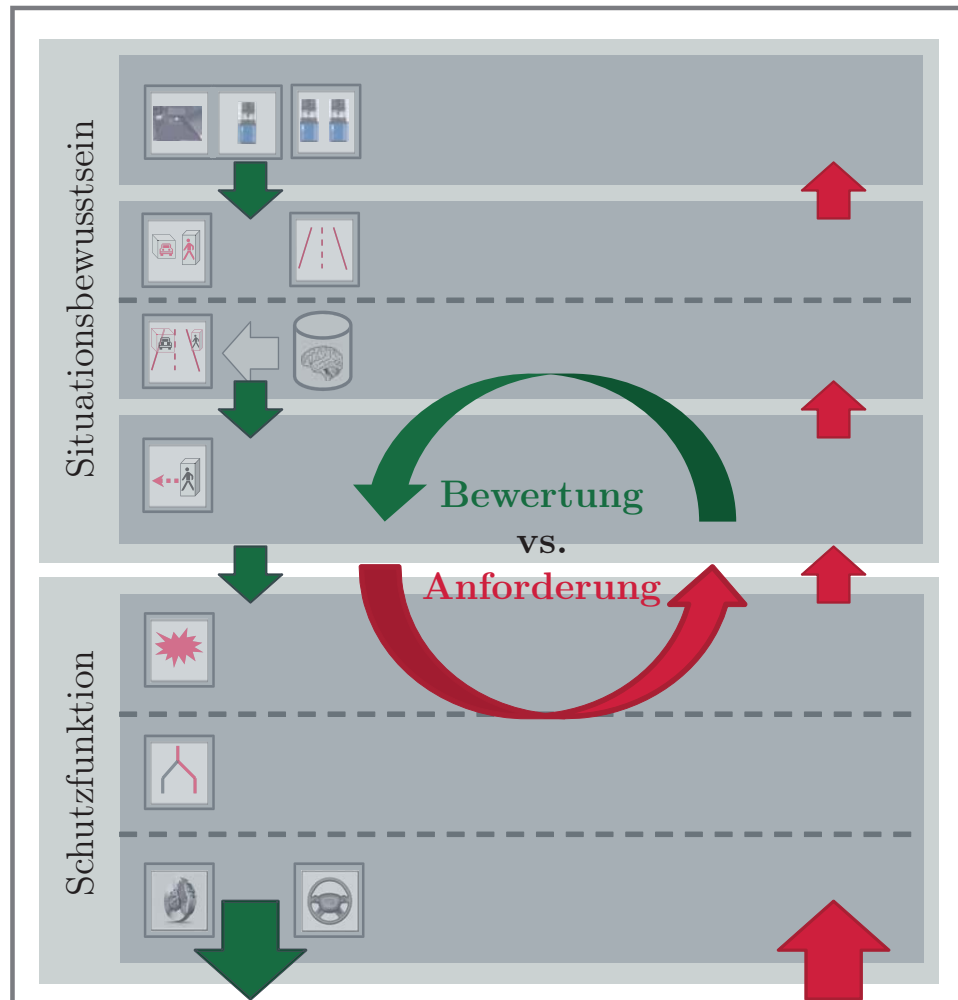 Situationsbewusstsein
Bewertung
vs.
Anforderung
Schutzfunktion